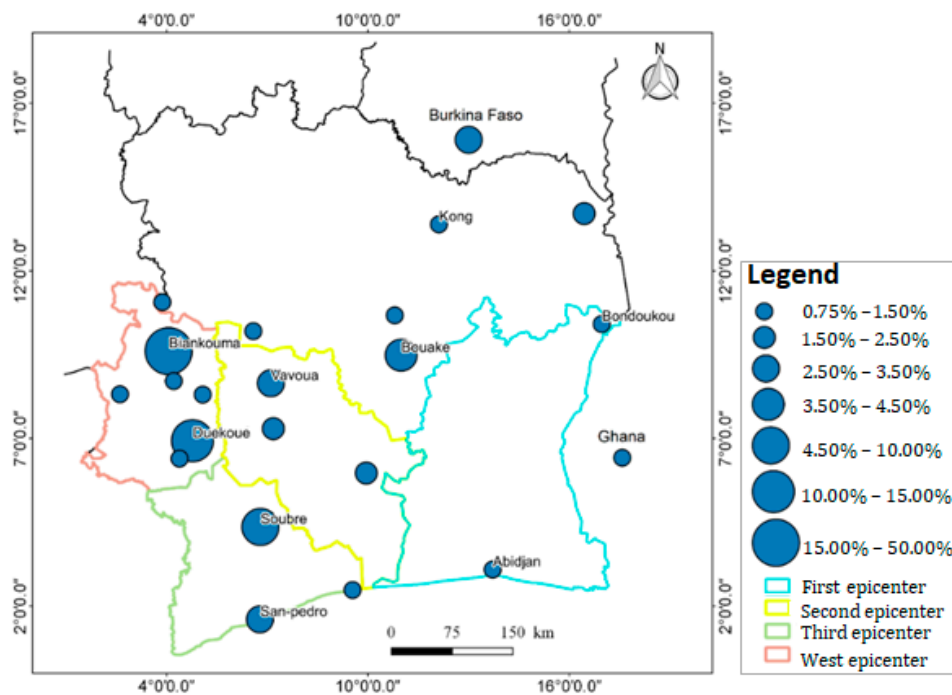 4°0'0.0" 10°0'0.0" 16°0'0.0"
N
17°0'0.0" 17°0'0.0"
Burkina Faso
Kong
12°0'0.0" 12°0'0.0"
Bondoukou
Biankouma
Bouake
Vavoua
Duekoue
Ghana
7°0'0.0" 7°0'0.0"
Soubre
Abidjan
San-pedro
2°0'0.0" 2°0'0.0"
0 75 150 km
4°0'0.0" 10°0'0.0" 16°0'0.0"
Legend
0.75% – 1.50%
1.50% – 2.50%
2.50% – 3.50%
3.50% – 4.50%
4.50% – 10.00%
10.00% – 15.00%
15.00% – 50.00%
First epicenter
Second epicenter
Third epicenter
West epicenter